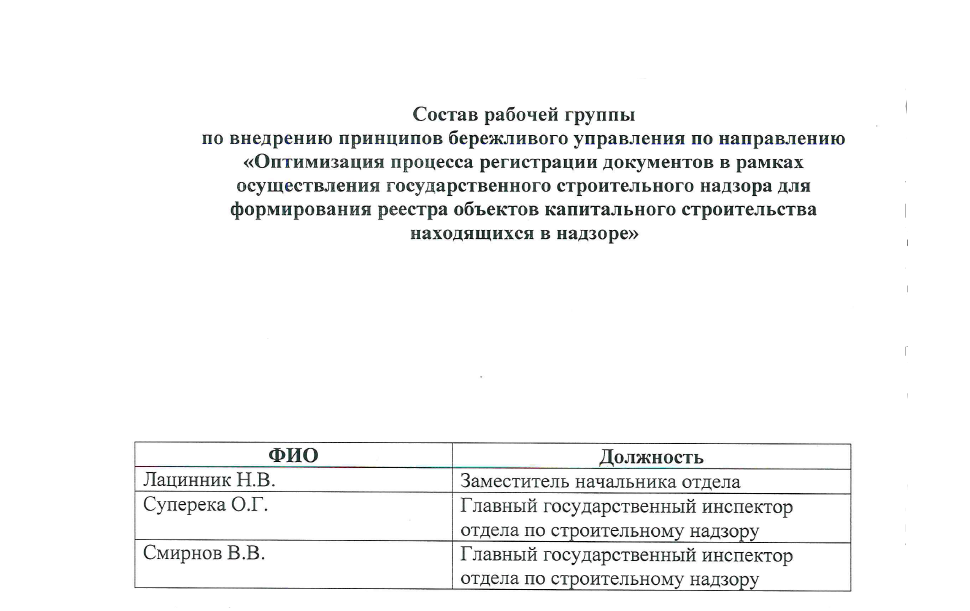 Состав рабочей группы
по внедрению принципов бережливого управления по направлению
«Оптимизация процесса регистрации документов в рамках
осуществления государственного строительного надзора для
формирования реестра объектов капитального строительства
находящихся в надзоре»
ФИО Должность
Лацинник Н.В. Заместитель начальника отдела
Суперека О.Г. Главный государственный инспектор
отдела по строительному надзору
Смирнов В.В. Главный государственный инспектор
отдела по строительному надзору